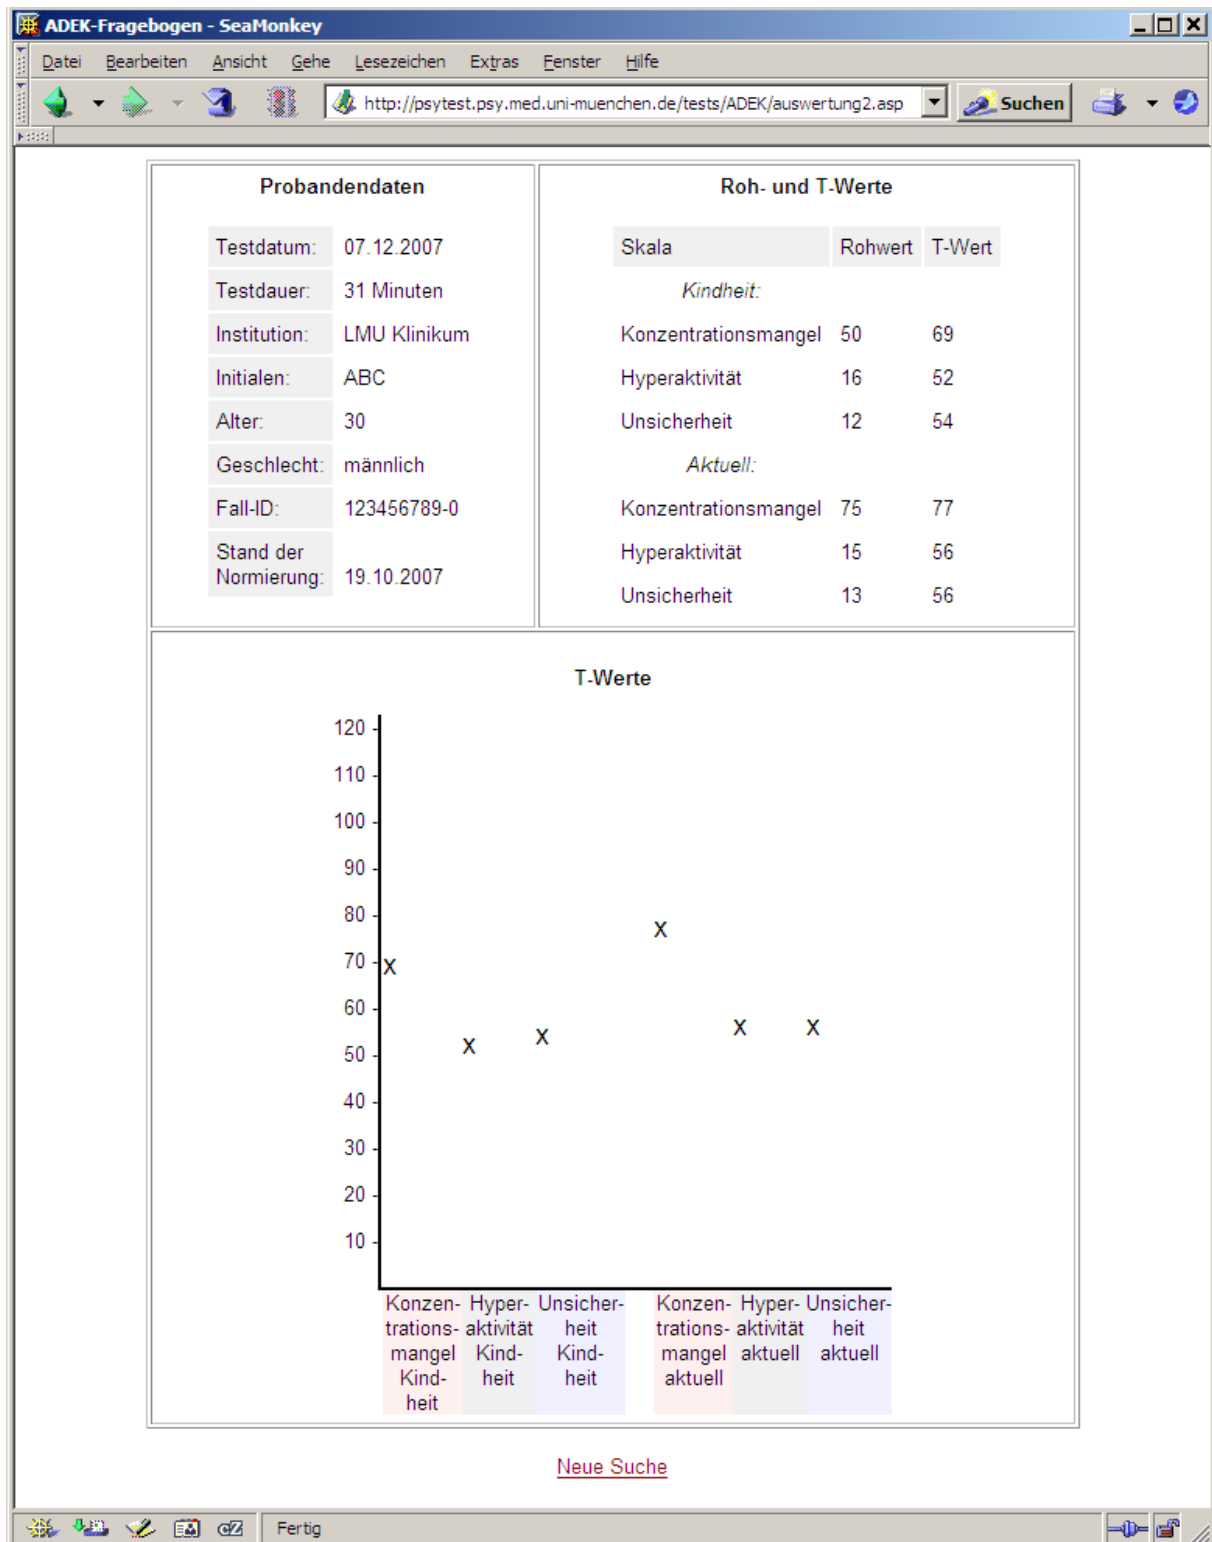 ADEK-Fragebogen - SeaMonkey
Datei Bearbeiten Ansicht Gehe Lesezeichen Extras Fenster Hilfe
http://psytest.psy.med.uni-muenchen.de/tests/ADEK/auswertung2.asp Suchen
Probandendaten
Testdatum: 07.12.2007
Testdauer: 31 Minuten
Institution: LMU Klinikum
Initialen: ABC
Alter: 30
Geschlecht: männlich
Fall-ID: 123456789-0
Stand der
Normierung: 19.10.2007
Roh- und T-Werte
Skala Rohwert T-Wert
Kindheit:
Konzentrationsmangel 50 69
Hyperaktivität 16 52
Unsicherheit 12 54
Aktuell:
Konzentrationsmangel 75 77
Hyperaktivität 15 56
Unsicherheit 13 56
T-Werte
120
110
100
90
80
70
60
50
40
30
20
10
X X X X X X
Konzen- Hyper- Unsicher- Konzen- Hyper- Unsicher-
trations- aktivität heit trations- aktivität heit
mangel Kind- Kind- mangel aktuell aktuell
Kind- heit heit aktuell
heit
Neue Suche
cZ Fertig